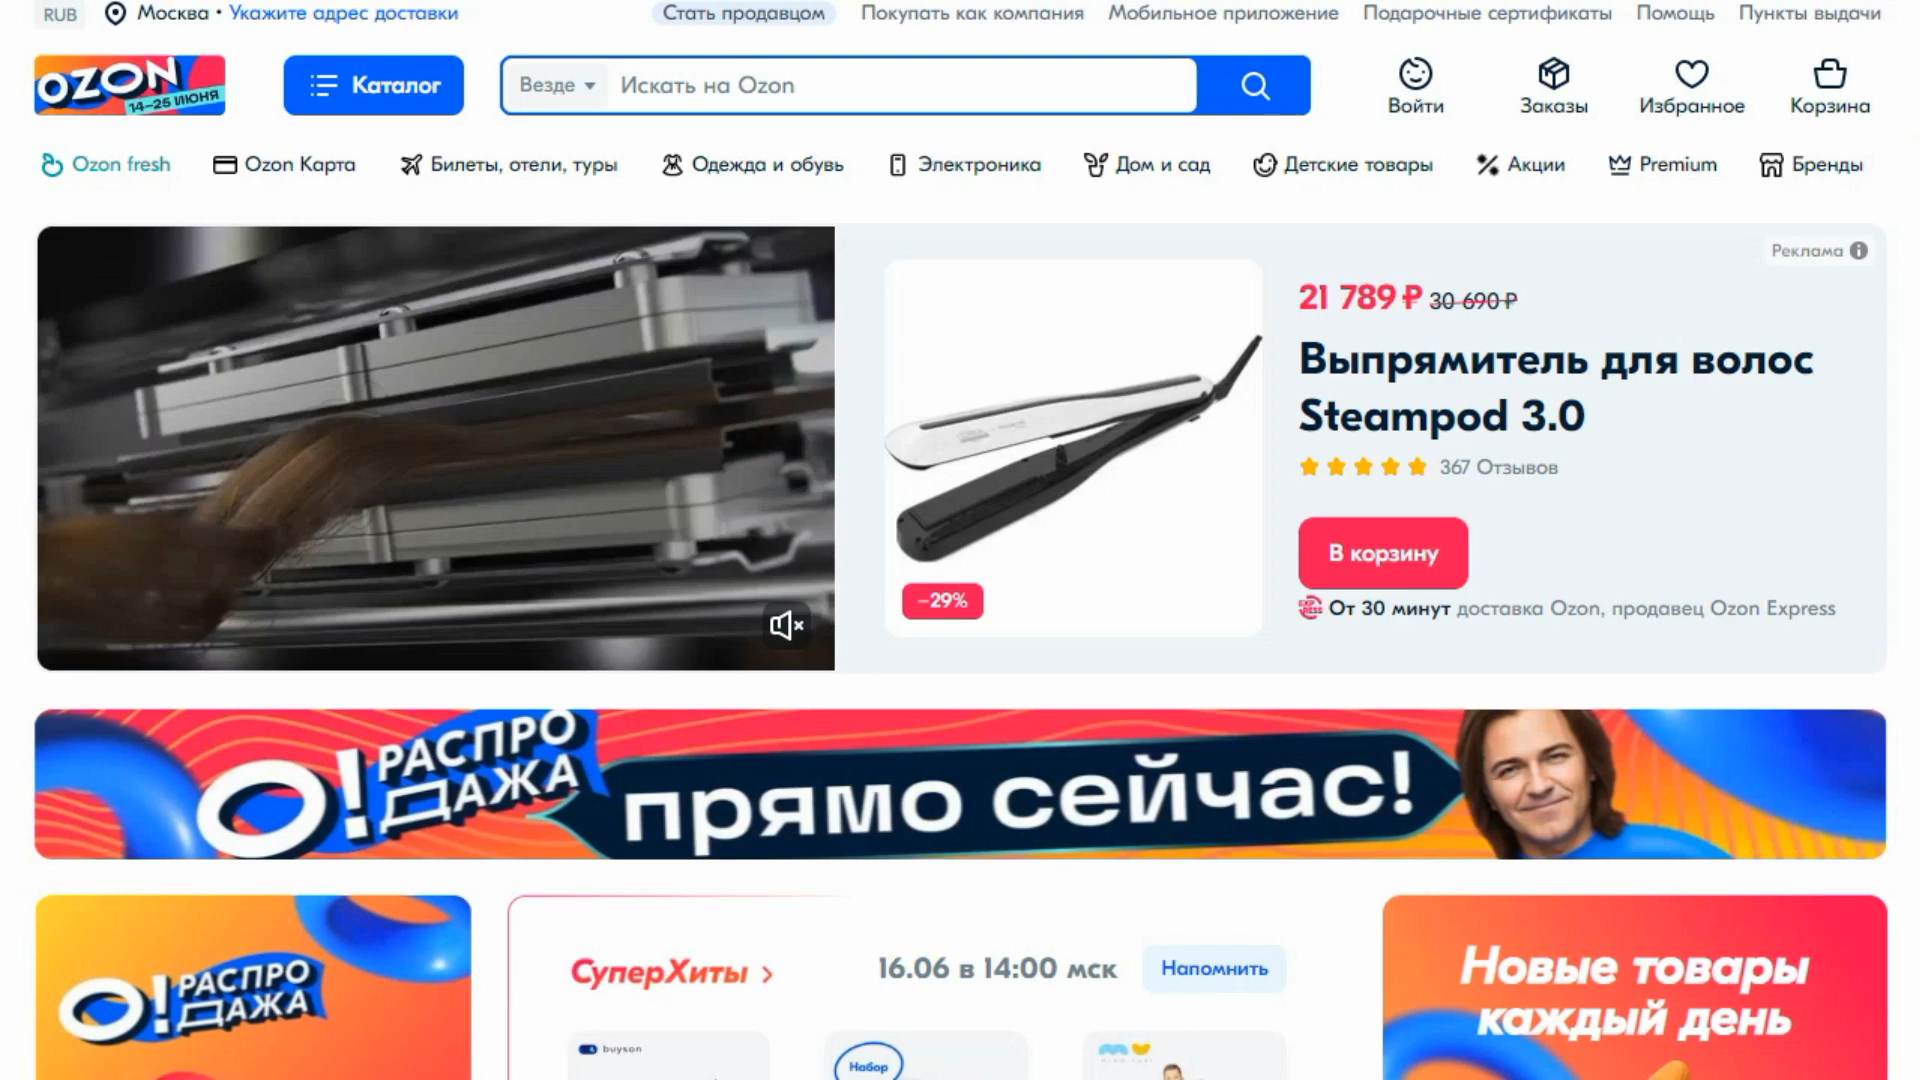 RUB
Москва • Укажите адрес доставки
Стать продавцом
Покупать как компания
Мобильное приложение
Подарочные сертификаты
Помощь
Пункты выдачи
OZON
14–25 ИЮНЯ
Каталог
Везде
Искать на Ozon
Войти
Заказы
Избранное
Корзина
Ozon fresh
Ozon Карта
Билеты, отели, туры
Одежда и обувь
Электроника
Дом и сад
Детские товары
Акции
Premium
Бренды
Реклама
21 789 ₽ 30 690 ₽
Выпрямитель для волос
Steampod 3.0
367 Отзывов
В корзину
–29%
От 30 минут доставка Ozon, продавец Ozon Express
О! РАСПРО
ДАЖА
прямо сейчас!
О! РАСПРО
ДАЖА
СуперХиты
16.06 в 14:00 мск
Напомнить
Новые товары
каждый день
buyson
Набор